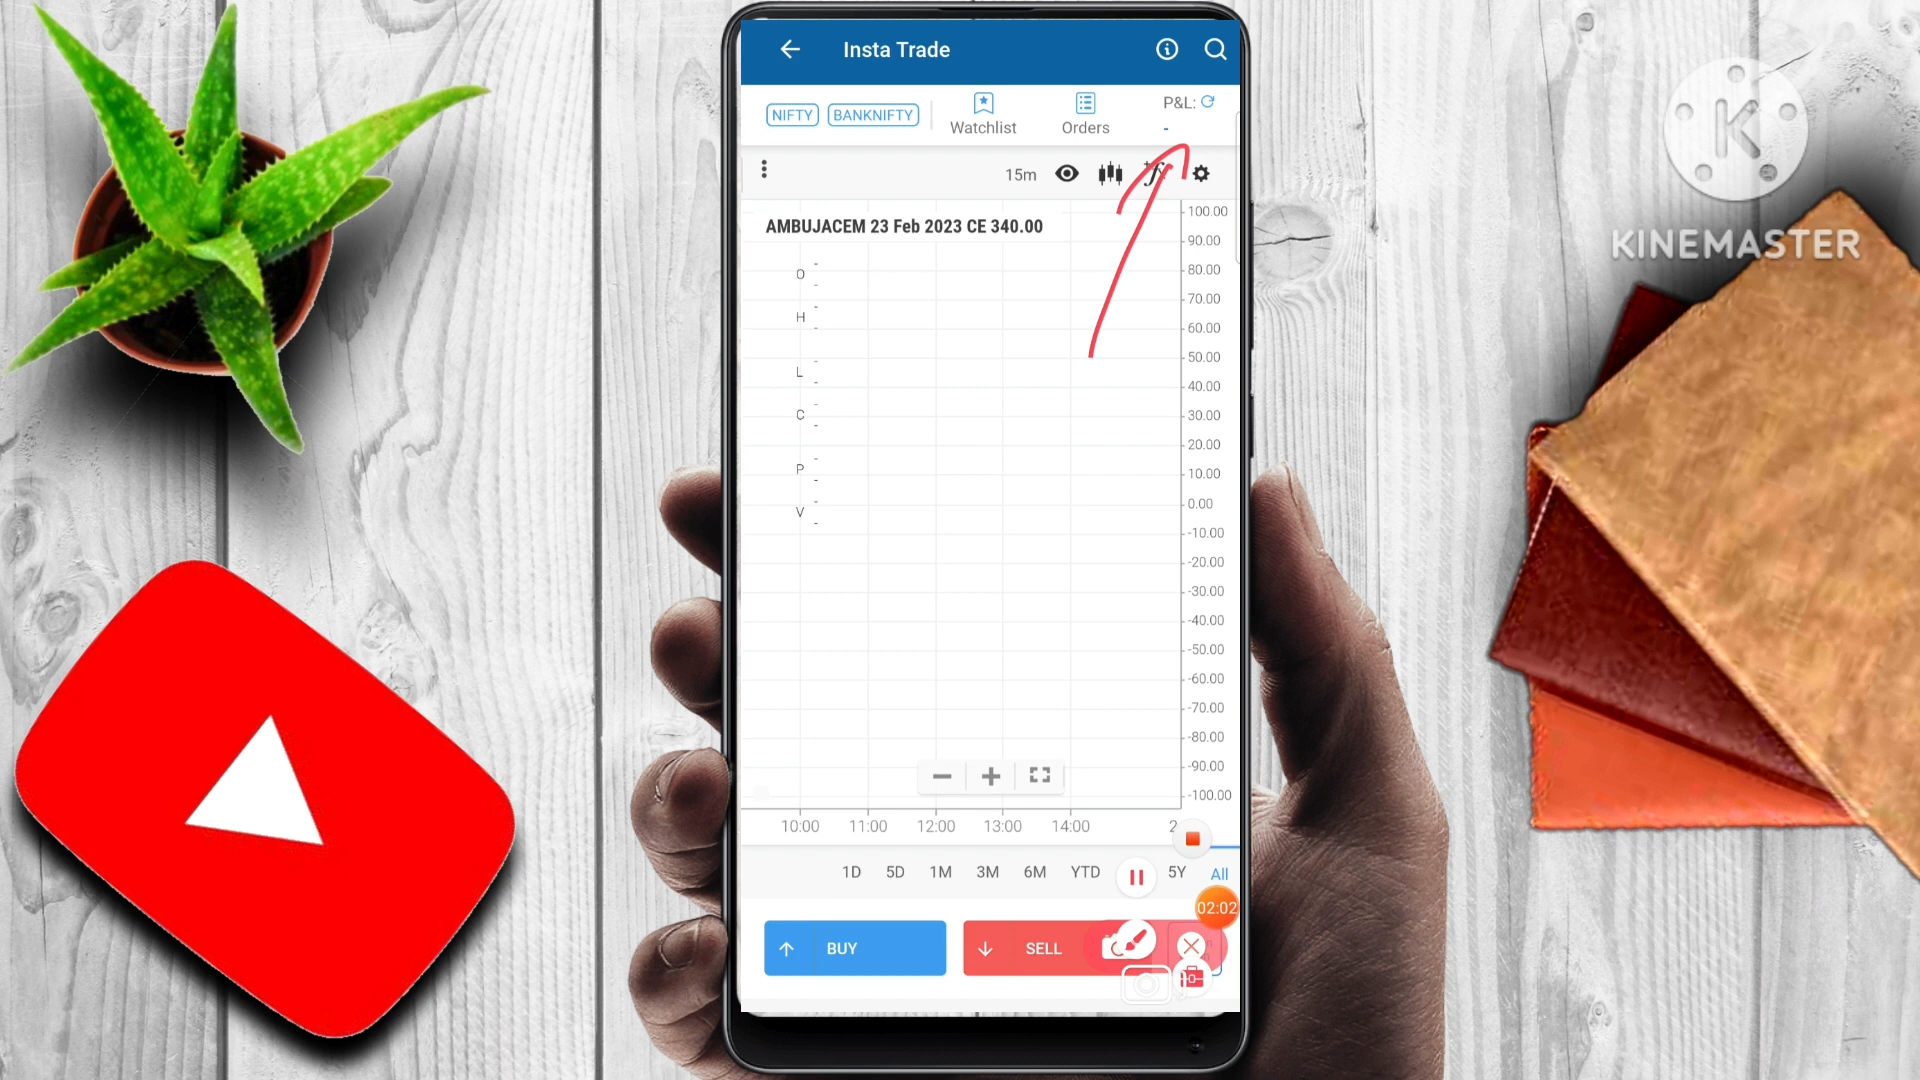 Insta Trade
NIFTY BANKNIFTY Watchlist Orders P&L:
-
15m
AMBUJACEM 23 Feb 2023 CE 340.00
O -
-
H -
-
L -
-
C -
-
P -
-
V -
-
100.00
90.00
80.00
70.00
60.00
50.00
40.00
30.00
20.00
10.00
0.00
-10.00
-20.00
-30.00
-40.00
-50.00
-60.00
-70.00
-80.00
-90.00
-100.00
10:00 11:00 12:00 13:00 14:00 2
1D 5D 1M 3M 6M YTD 5Y All
02:02
BUY SELL
K
KINEMASTER